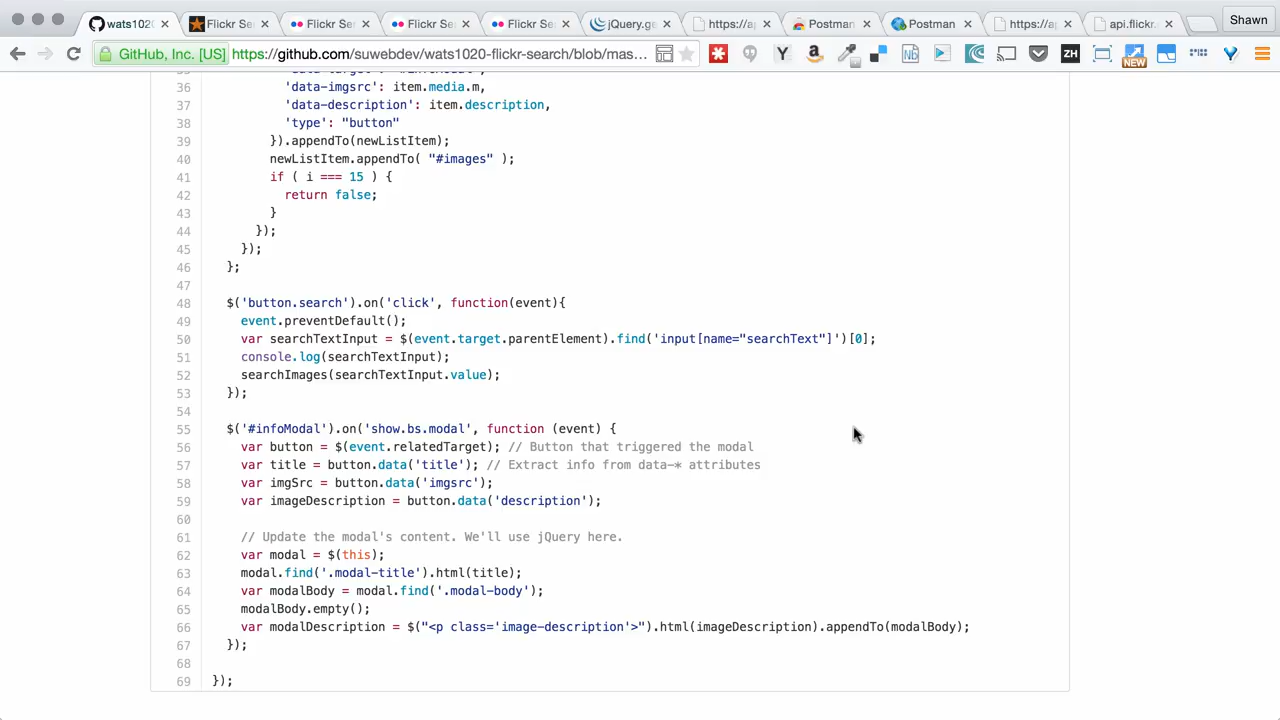 wats1020
Flickr Se
Flickr Se
Flickr Se
Flickr Se
jQuery.ge
https://a
Postman
Postman
https://a
api.flickr.
Shawn
GitHub, Inc. [US] https://github.com/suwebdev/wats1020-flickr-search/blob/mas...
Y
a
Nb
ZH
NEW
36 'data-imgsrc': item.media.m,
37 'data-description': item.description,
38 'type': "button"
39 }).appendTo(newListItem);
40 newListItem.appendTo( "#images" );
41 if ( i === 15 ) {
42 return false;
43 }
44 });
45 });
46 };
47
48 $('button.search').on('click', function(event){
49 event.preventDefault();
50 var searchTextInput = $(event.target.parentElement).find('input[name="searchText"]')[0];
51 console.log(searchTextInput);
52 searchImages(searchTextInput.value);
53 });
54
55 $('#infoModal').on('show.bs.modal', function (event) {
56 var button = $(event.relatedTarget); // Button that triggered the modal
57 var title = button.data('title'); // Extract info from data-* attributes
58 var imgSrc = button.data('imgsrc');
59 var imageDescription = button.data('description');
60
61 // Update the modal's content. We'll use jQuery here.
62 var modal = $(this);
63 modal.find('.modal-title').html(title);
64 var modalBody = modal.find('.modal-body');
65 modalBody.empty();
66 var modalDescription = $("<p class='image-description'>").html(imageDescription).appendTo(modalBody);
67 });
68
69 });